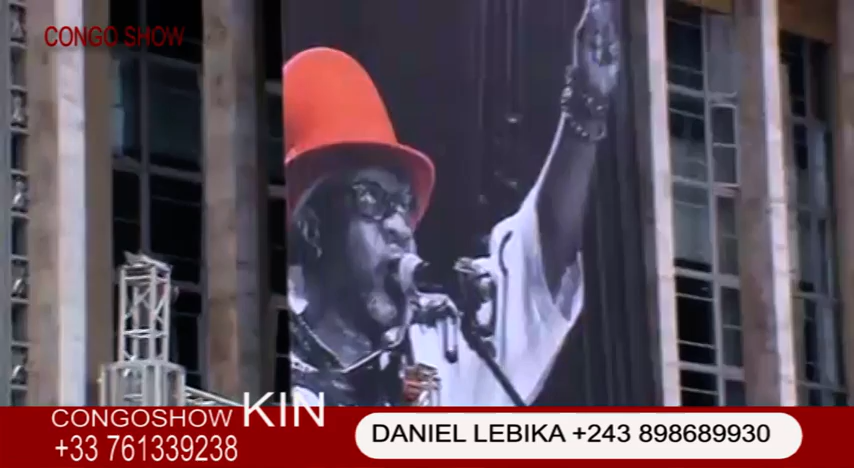 CONGO SHOW
CONGOSHOW KIN
+33 761339238
DANIEL LEBIKA +243 898689930